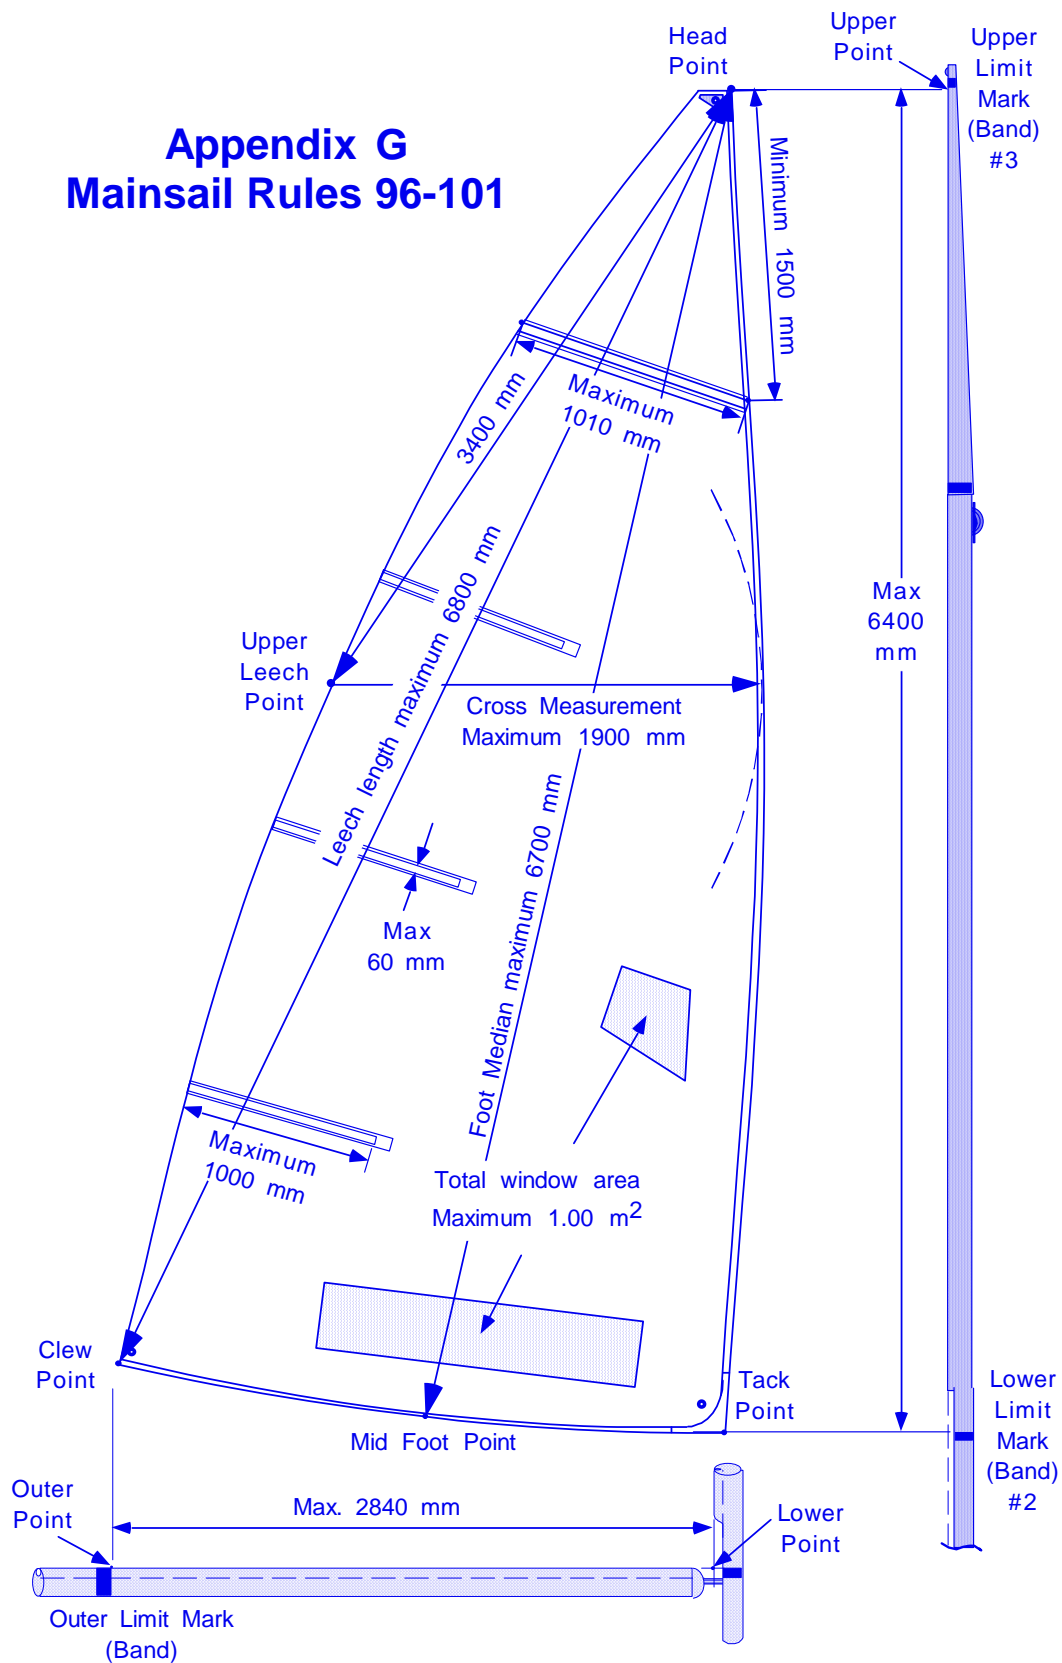 Appendix G
Mainsail Rules 96-101
Head
Point
Upper
Point
Upper
Limit
Mark
(Band)
#3
Minimum 1500 mm
Maximum
1010 mm
3400 mm
Leech length maximum 6800 mm
Max
6400
mm
Upper
Leech
Point
Cross Measurement
Maximum 1900 mm
Foot Median maximum 6700 mm
Max
60 mm
Maximum
1000 mm
Total window area
Maximum 1.00 m2
Clew
Point
Tack
Point
Mid Foot Point
Lower
Limit
Mark
(Band)
#2
Outer
Point
Max. 2840 mm
Lower
Point
Outer Limit Mark
(Band)